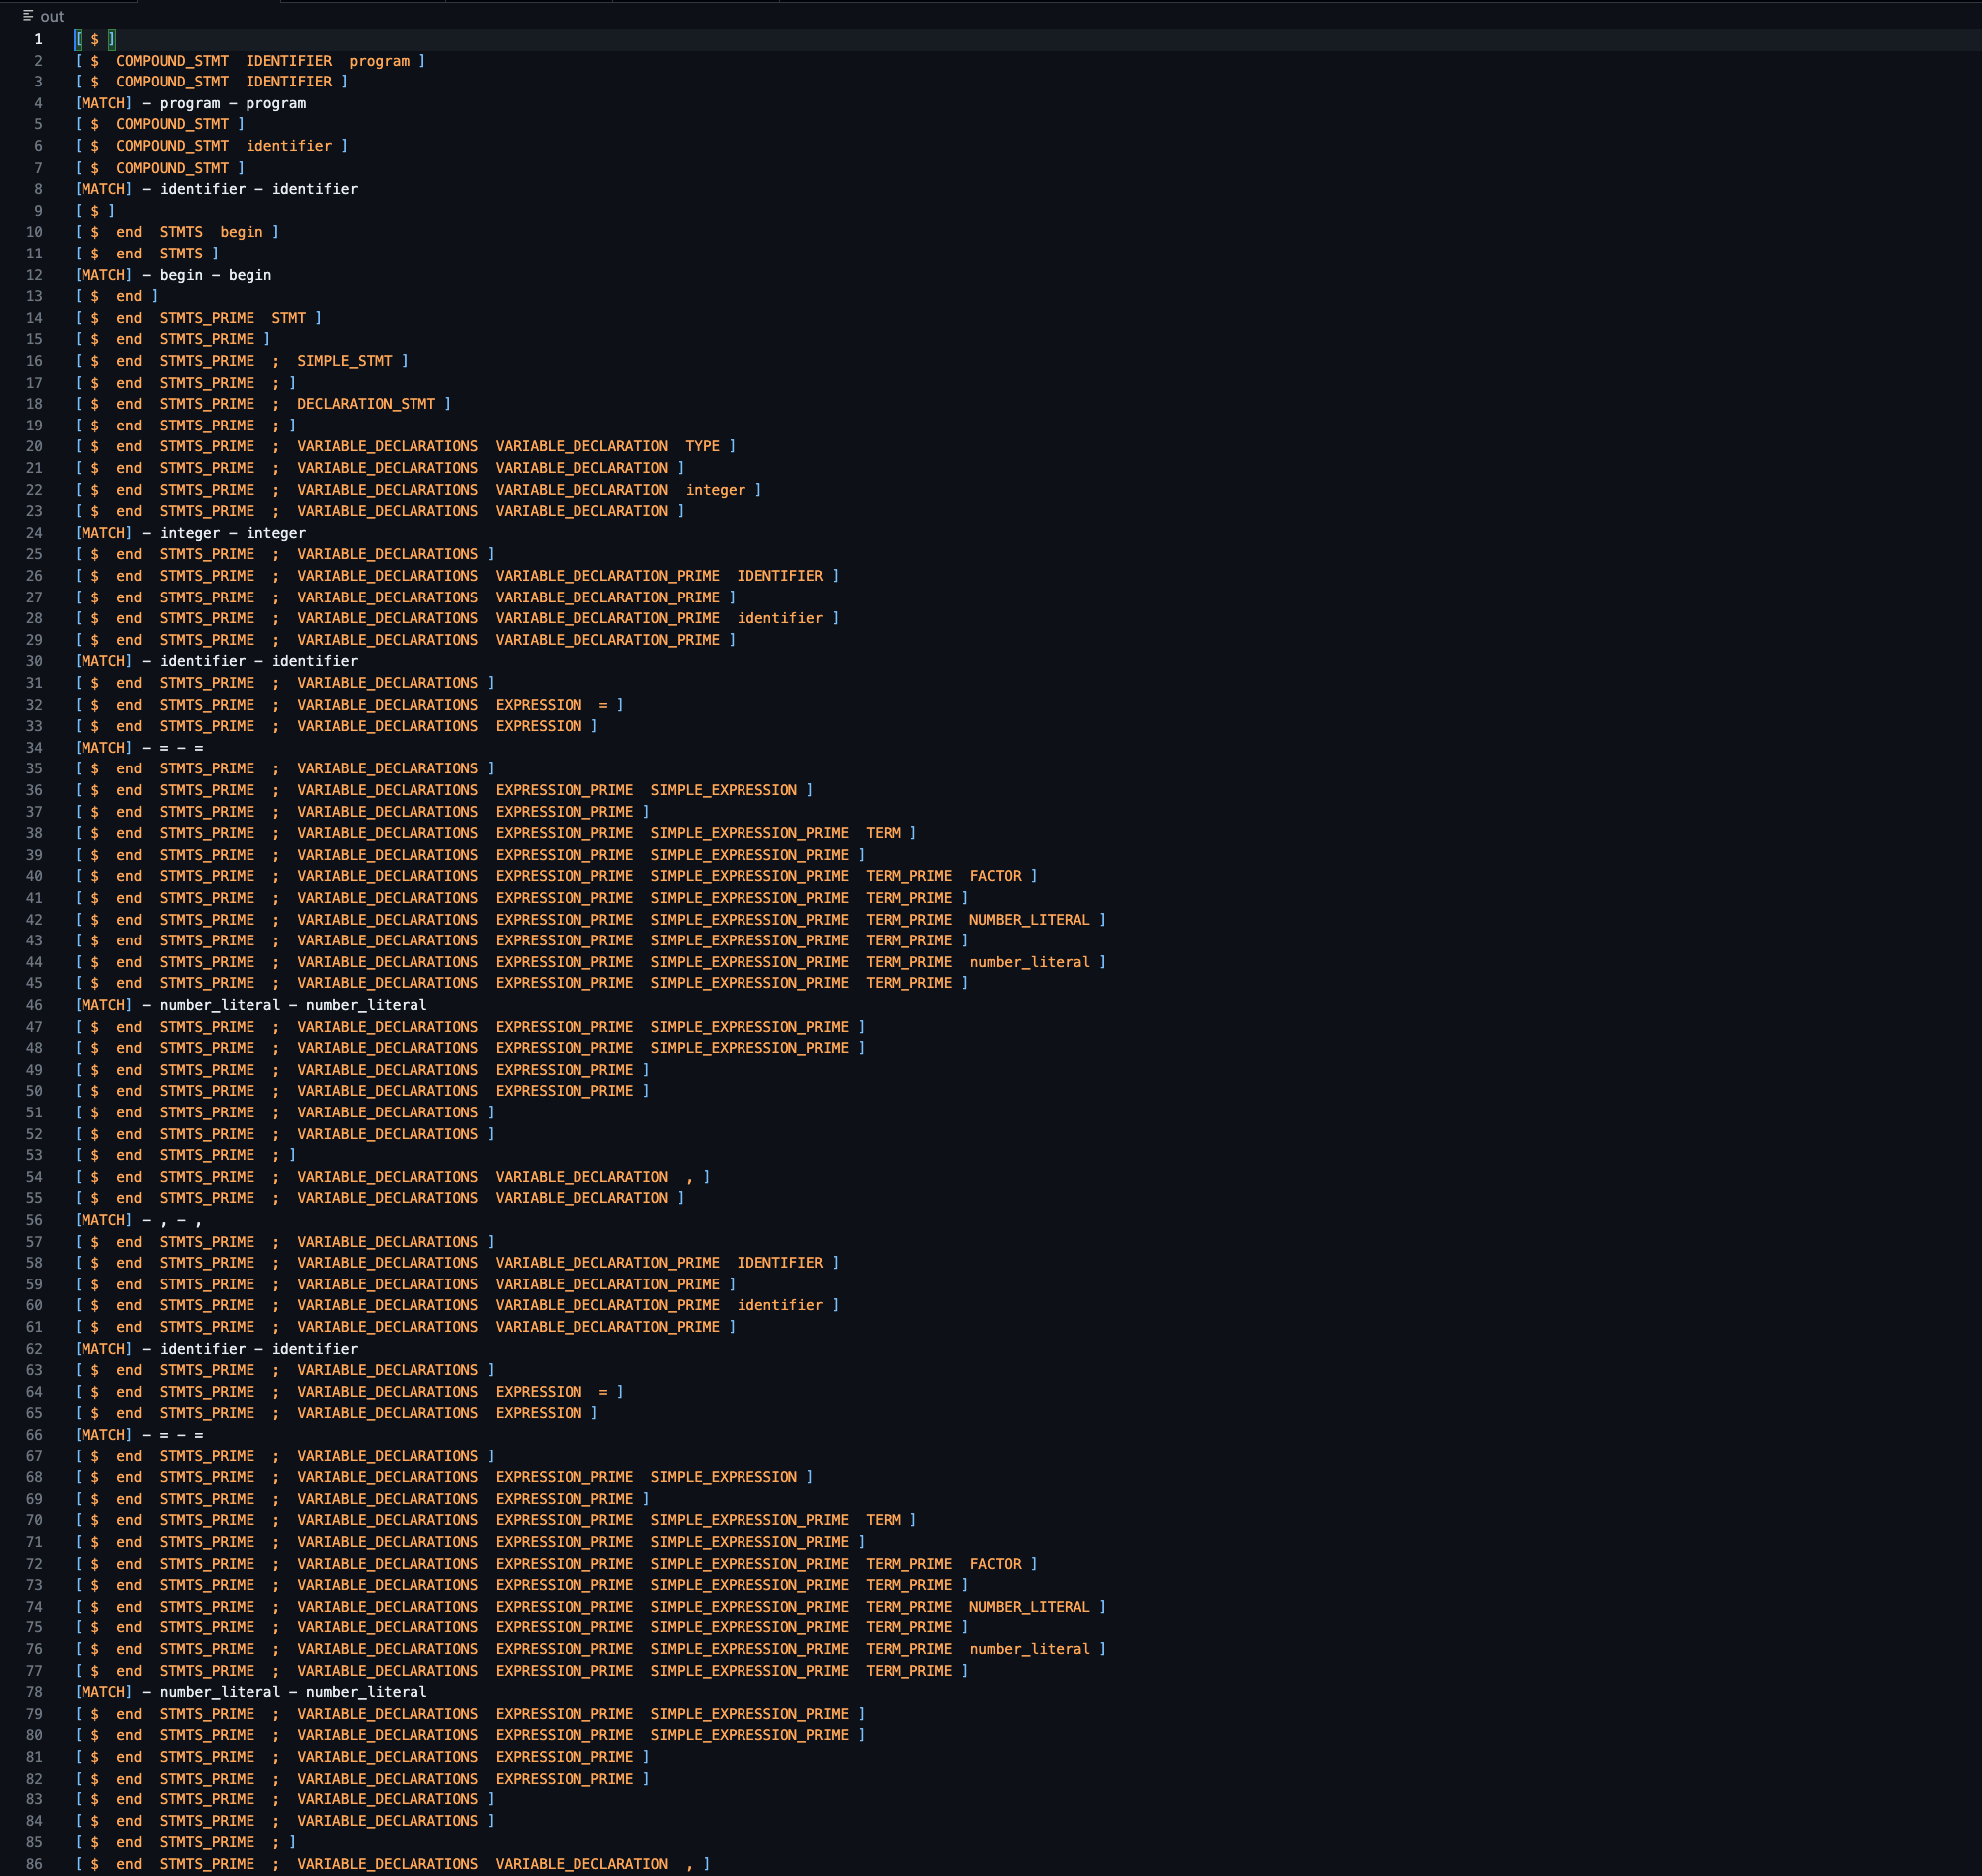 out
1 [ $ ]
2 [ $ COMPOUND_STMT IDENTIFIER program ]
3 [ $ COMPOUND_STMT IDENTIFIER ]
4 [MATCH] - program - program
5 [ $ COMPOUND_STMT ]
6 [ $ COMPOUND_STMT identifier ]
7 [ $ COMPOUND_STMT ]
8 [MATCH] - identifier - identifier
9 [ $ ]
10 [ $ end STMTS begin ]
11 [ $ end STMTS ]
12 [MATCH] - begin - begin
13 [ $ end ]
14 [ $ end STMTS_PRIME STMT ]
15 [ $ end STMTS_PRIME ]
16 [ $ end STMTS_PRIME ; SIMPLE_STMT ]
17 [ $ end STMTS_PRIME ; ]
18 [ $ end STMTS_PRIME ; DECLARATION_STMT ]
19 [ $ end STMTS_PRIME ; ]
20 [ $ end STMTS_PRIME ; VARIABLE_DECLARATIONS VARIABLE_DECLARATION TYPE ]
21 [ $ end STMTS_PRIME ; VARIABLE_DECLARATIONS VARIABLE_DECLARATION ]
22 [ $ end STMTS_PRIME ; VARIABLE_DECLARATIONS VARIABLE_DECLARATION integer ]
23 [ $ end STMTS_PRIME ; VARIABLE_DECLARATIONS VARIABLE_DECLARATION ]
24 [MATCH] - integer - integer
25 [ $ end STMTS_PRIME ; VARIABLE_DECLARATIONS ]
26 [ $ end STMTS_PRIME ; VARIABLE_DECLARATIONS VARIABLE_DECLARATION_PRIME IDENTIFIER ]
27 [ $ end STMTS_PRIME ; VARIABLE_DECLARATIONS VARIABLE_DECLARATION_PRIME ]
28 [ $ end STMTS_PRIME ; VARIABLE_DECLARATIONS VARIABLE_DECLARATION_PRIME identifier ]
29 [ $ end STMTS_PRIME ; VARIABLE_DECLARATIONS VARIABLE_DECLARATION_PRIME ]
30 [MATCH] - identifier - identifier
31 [ $ end STMTS_PRIME ; VARIABLE_DECLARATIONS ]
32 [ $ end STMTS_PRIME ; VARIABLE_DECLARATIONS EXPRESSION = ]
33 [ $ end STMTS_PRIME ; VARIABLE_DECLARATIONS EXPRESSION ]
34 [MATCH] - = - =
35 [ $ end STMTS_PRIME ; VARIABLE_DECLARATIONS ]
36 [ $ end STMTS_PRIME ; VARIABLE_DECLARATIONS EXPRESSION_PRIME SIMPLE_EXPRESSION ]
37 [ $ end STMTS_PRIME ; VARIABLE_DECLARATIONS EXPRESSION_PRIME ]
38 [ $ end STMTS_PRIME ; VARIABLE_DECLARATIONS EXPRESSION_PRIME SIMPLE_EXPRESSION_PRIME TERM ]
39 [ $ end STMTS_PRIME ; VARIABLE_DECLARATIONS EXPRESSION_PRIME SIMPLE_EXPRESSION_PRIME ]
40 [ $ end STMTS_PRIME ; VARIABLE_DECLARATIONS EXPRESSION_PRIME SIMPLE_EXPRESSION_PRIME TERM_PRIME FACTOR ]
41 [ $ end STMTS_PRIME ; VARIABLE_DECLARATIONS EXPRESSION_PRIME SIMPLE_EXPRESSION_PRIME TERM_PRIME ]
42 [ $ end STMTS_PRIME ; VARIABLE_DECLARATIONS EXPRESSION_PRIME SIMPLE_EXPRESSION_PRIME TERM_PRIME NUMBER_LITERAL ]
43 [ $ end STMTS_PRIME ; VARIABLE_DECLARATIONS EXPRESSION_PRIME SIMPLE_EXPRESSION_PRIME TERM_PRIME ]
44 [ $ end STMTS_PRIME ; VARIABLE_DECLARATIONS EXPRESSION_PRIME SIMPLE_EXPRESSION_PRIME TERM_PRIME number_literal ]
45 [ $ end STMTS_PRIME ; VARIABLE_DECLARATIONS EXPRESSION_PRIME SIMPLE_EXPRESSION_PRIME TERM_PRIME ]
46 [MATCH] - number_literal - number_literal
47 [ $ end STMTS_PRIME ; VARIABLE_DECLARATIONS EXPRESSION_PRIME SIMPLE_EXPRESSION_PRIME ]
48 [ $ end STMTS_PRIME ; VARIABLE_DECLARATIONS EXPRESSION_PRIME SIMPLE_EXPRESSION_PRIME ]
49 [ $ end STMTS_PRIME ; VARIABLE_DECLARATIONS EXPRESSION_PRIME ]
50 [ $ end STMTS_PRIME ; VARIABLE_DECLARATIONS EXPRESSION_PRIME ]
51 [ $ end STMTS_PRIME ; VARIABLE_DECLARATIONS ]
52 [ $ end STMTS_PRIME ; VARIABLE_DECLARATIONS ]
53 [ $ end STMTS_PRIME ; ]
54 [ $ end STMTS_PRIME ; VARIABLE_DECLARATIONS VARIABLE_DECLARATION , ]
55 [ $ end STMTS_PRIME ; VARIABLE_DECLARATIONS VARIABLE_DECLARATION ]
56 [MATCH] - , - ,
57 [ $ end STMTS_PRIME ; VARIABLE_DECLARATIONS ]
58 [ $ end STMTS_PRIME ; VARIABLE_DECLARATIONS VARIABLE_DECLARATION_PRIME IDENTIFIER ]
59 [ $ end STMTS_PRIME ; VARIABLE_DECLARATIONS VARIABLE_DECLARATION_PRIME ]
60 [ $ end STMTS_PRIME ; VARIABLE_DECLARATIONS VARIABLE_DECLARATION_PRIME identifier ]
61 [ $ end STMTS_PRIME ; VARIABLE_DECLARATIONS VARIABLE_DECLARATION_PRIME ]
62 [MATCH] - identifier - identifier
63 [ $ end STMTS_PRIME ; VARIABLE_DECLARATIONS ]
64 [ $ end STMTS_PRIME ; VARIABLE_DECLARATIONS EXPRESSION = ]
65 [ $ end STMTS_PRIME ; VARIABLE_DECLARATIONS EXPRESSION ]
66 [MATCH] - = - =
67 [ $ end STMTS_PRIME ; VARIABLE_DECLARATIONS ]
68 [ $ end STMTS_PRIME ; VARIABLE_DECLARATIONS EXPRESSION_PRIME SIMPLE_EXPRESSION ]
69 [ $ end STMTS_PRIME ; VARIABLE_DECLARATIONS EXPRESSION_PRIME ]
70 [ $ end STMTS_PRIME ; VARIABLE_DECLARATIONS EXPRESSION_PRIME SIMPLE_EXPRESSION_PRIME TERM ]
71 [ $ end STMTS_PRIME ; VARIABLE_DECLARATIONS EXPRESSION_PRIME SIMPLE_EXPRESSION_PRIME ]
72 [ $ end STMTS_PRIME ; VARIABLE_DECLARATIONS EXPRESSION_PRIME SIMPLE_EXPRESSION_PRIME TERM_PRIME FACTOR ]
73 [ $ end STMTS_PRIME ; VARIABLE_DECLARATIONS EXPRESSION_PRIME SIMPLE_EXPRESSION_PRIME TERM_PRIME ]
74 [ $ end STMTS_PRIME ; VARIABLE_DECLARATIONS EXPRESSION_PRIME SIMPLE_EXPRESSION_PRIME TERM_PRIME NUMBER_LITERAL ]
75 [ $ end STMTS_PRIME ; VARIABLE_DECLARATIONS EXPRESSION_PRIME SIMPLE_EXPRESSION_PRIME TERM_PRIME ]
76 [ $ end STMTS_PRIME ; VARIABLE_DECLARATIONS EXPRESSION_PRIME SIMPLE_EXPRESSION_PRIME TERM_PRIME number_literal ]
77 [ $ end STMTS_PRIME ; VARIABLE_DECLARATIONS EXPRESSION_PRIME SIMPLE_EXPRESSION_PRIME TERM_PRIME ]
78 [MATCH] - number_literal - number_literal
79 [ $ end STMTS_PRIME ; VARIABLE_DECLARATIONS EXPRESSION_PRIME SIMPLE_EXPRESSION_PRIME ]
80 [ $ end STMTS_PRIME ; VARIABLE_DECLARATIONS EXPRESSION_PRIME SIMPLE_EXPRESSION_PRIME ]
81 [ $ end STMTS_PRIME ; VARIABLE_DECLARATIONS EXPRESSION_PRIME ]
82 [ $ end STMTS_PRIME ; VARIABLE_DECLARATIONS EXPRESSION_PRIME ]
83 [ $ end STMTS_PRIME ; VARIABLE_DECLARATIONS ]
84 [ $ end STMTS_PRIME ; VARIABLE_DECLARATIONS ]
85 [ $ end STMTS_PRIME ; ]
86 [ $ end STMTS_PRIME ; VARIABLE_DECLARATIONS VARIABLE_DECLARATION , ]